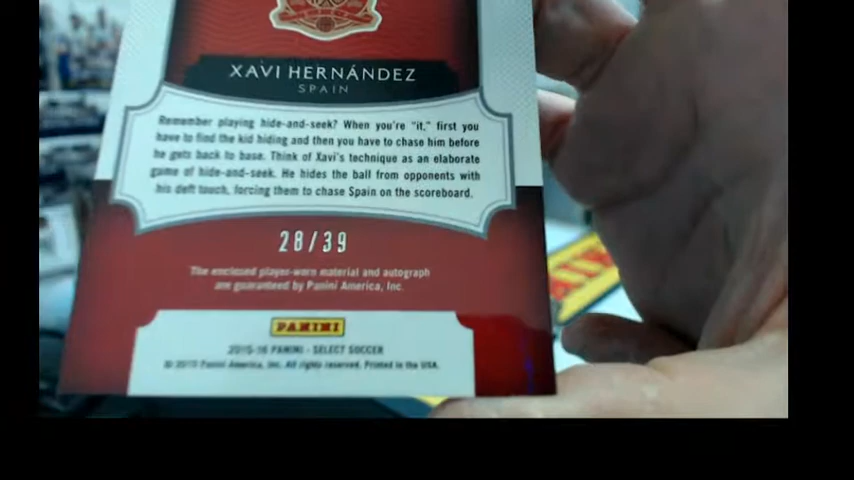 XAVI HERNÁNDEZ
SPAIN
Remember playing hide-and-seek? When you're "it," first you
have to find the kid hiding and then you have to chase him before
he gets back to base. Think of Xavi's technique as an elaborate
game of hide-and-seek. He hides the ball from opponents with
his deft touch, forcing them to chase Spain on the scoreboard.
28/39
The enclosed player-worn material and autograph
are guaranteed by Panini America, Inc.
PANINI
2015-16 PANINI - SELECT SOCCER
Panini America, Inc. All rights reserved. Printed in the USA.